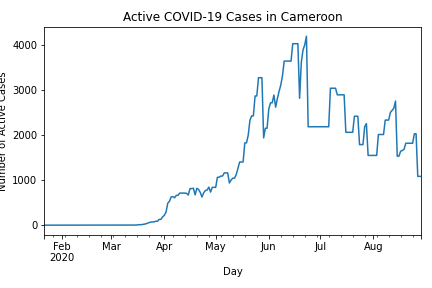 Active COVID-19 Cases in Cameroon
Number of Active Cases
4000
3000
2000
1000
0
Feb Mar Apr May Jun Jul Aug
2020
Day